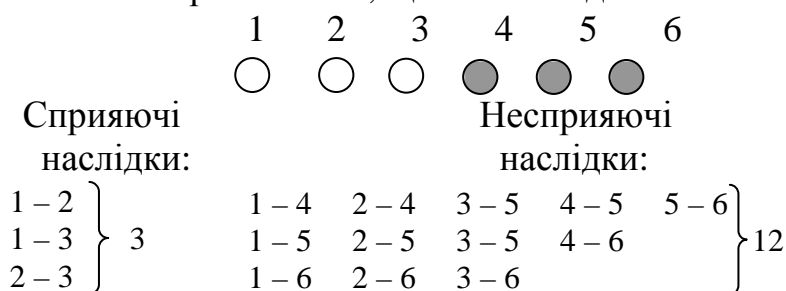 1 2 3 4 5 6
Сприяючі Несприяючі
наслідки: наслідки:
1 – 2 1 – 4 2 – 4 3 – 5 4 – 5 5 – 6
1 – 3 3 1 – 5 2 – 5 3 – 5 4 – 6 12
2 – 3 1 – 6 2 – 6 3 – 6